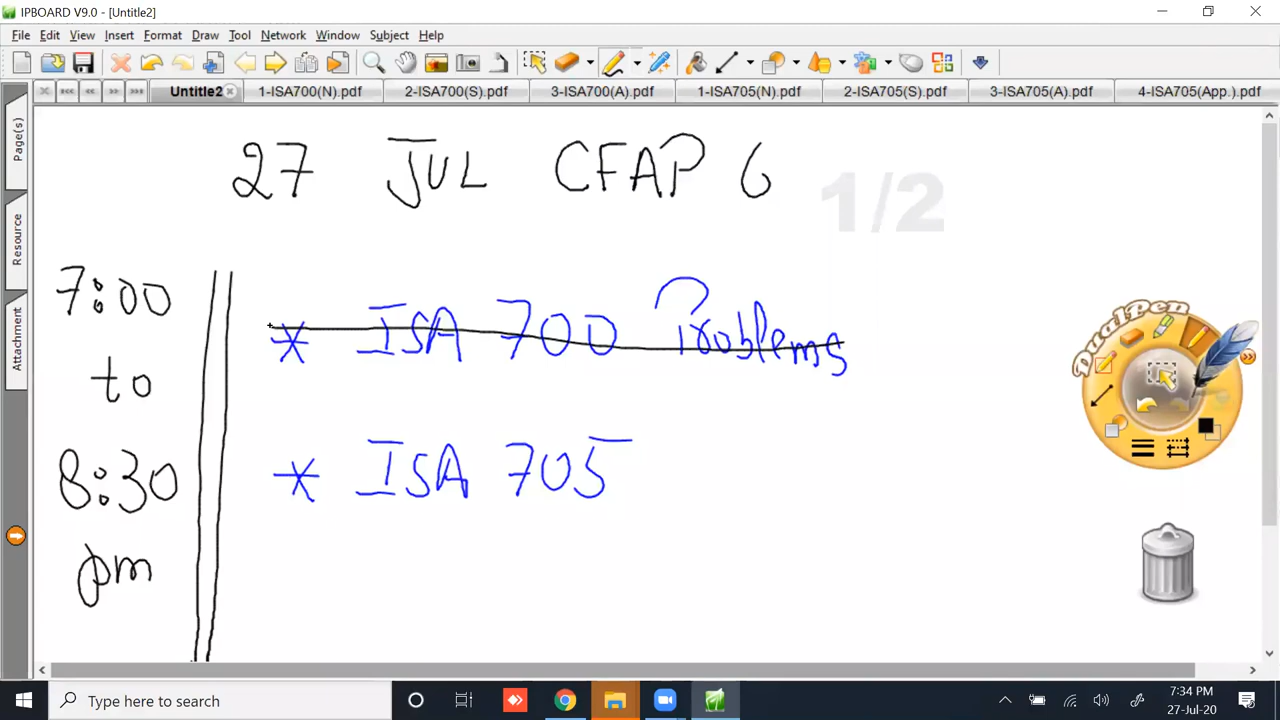 IPBOARD V9.0 - [Untitle2]
File Edit View Insert Format Draw Tool Network Window Subject Help
Untitle2 1-ISA700(N).pdf 2-ISA700(S).pdf 3-ISA700(A).pdf 1-ISA705(N).pdf 2-ISA705(S).pdf 3-ISA705(A).pdf 4-ISA705(App.).pdf
Page(s)
Resource
Attachment
27 JUL CFAP 6
1/2
7:00
to
8:30
pm
* ISA 700 Problems
* ISA 705
DualPen
Type here to search
7:34 PM
27-Jul-20